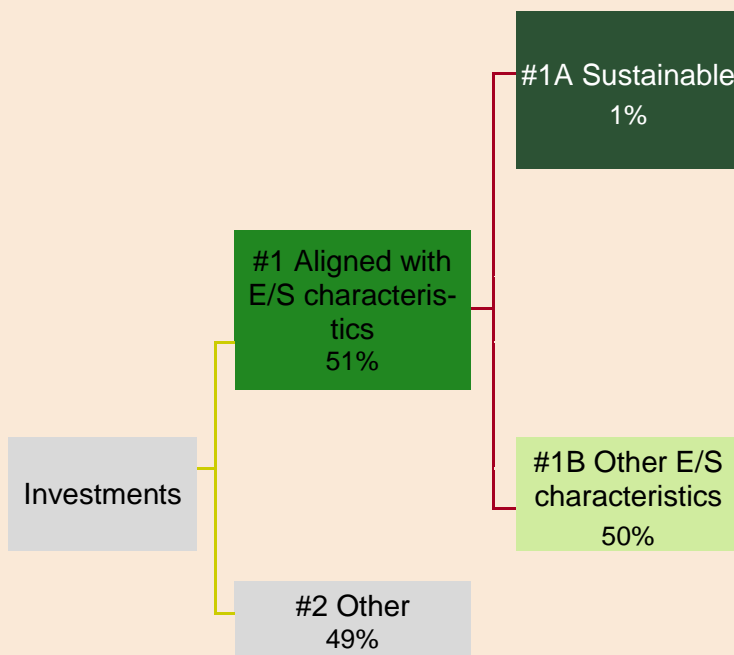 #1A Sustainable
1%
#1 Aligned with
E/S characteris-
tics
51%
Investments
#1B Other E/S
characteristics
50%
#2 Other
49%